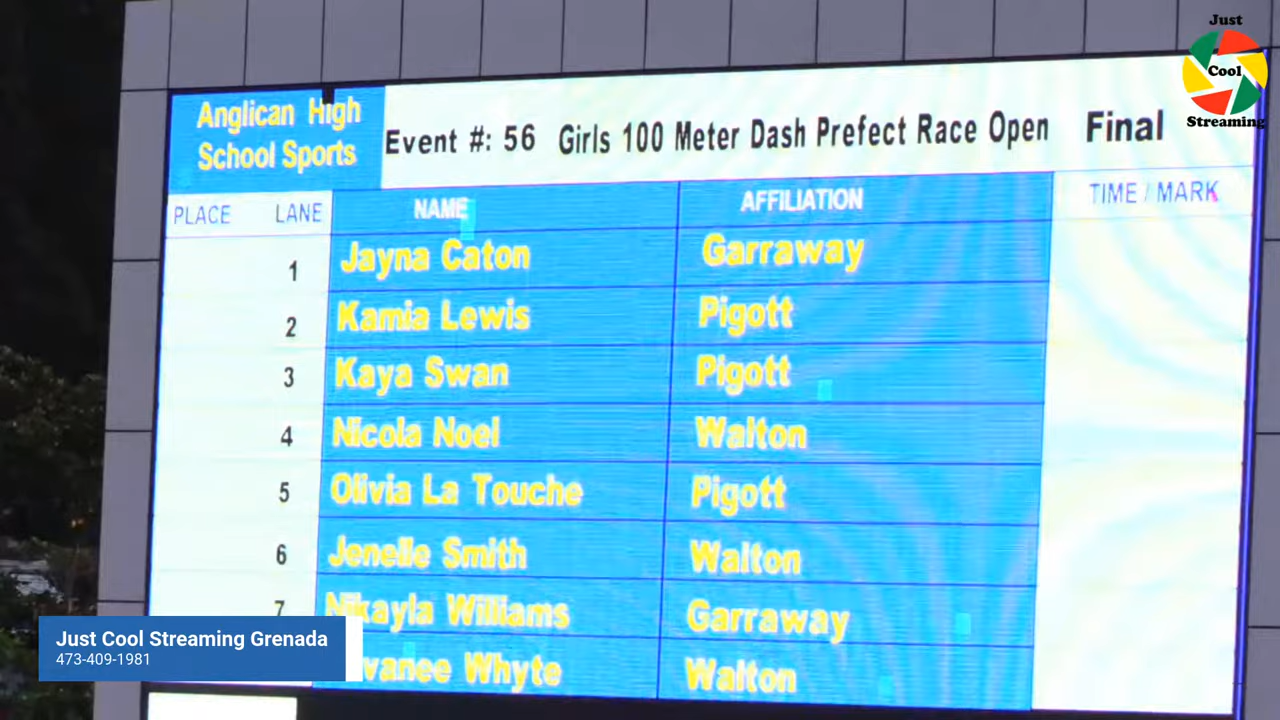 Just
Cool
Streaming
Anglican High
School Sports
Event #: 56 Girls 100 Meter Dash Prefect Race Open Final
PLACE LANE NAME AFFILIATION TIME / MARK
1 Jayna Caton Garraway
2 Kamia Lewis Pigott
3 Kaya Swan Pigott
4 Nicola Noel Walton
5 Olivia La Touche Pigott
6 Jenelle Smith Walton
7 Nikayla Williams Garraway
Whyte Walton
Just Cool Streaming Grenada
473-409-1981